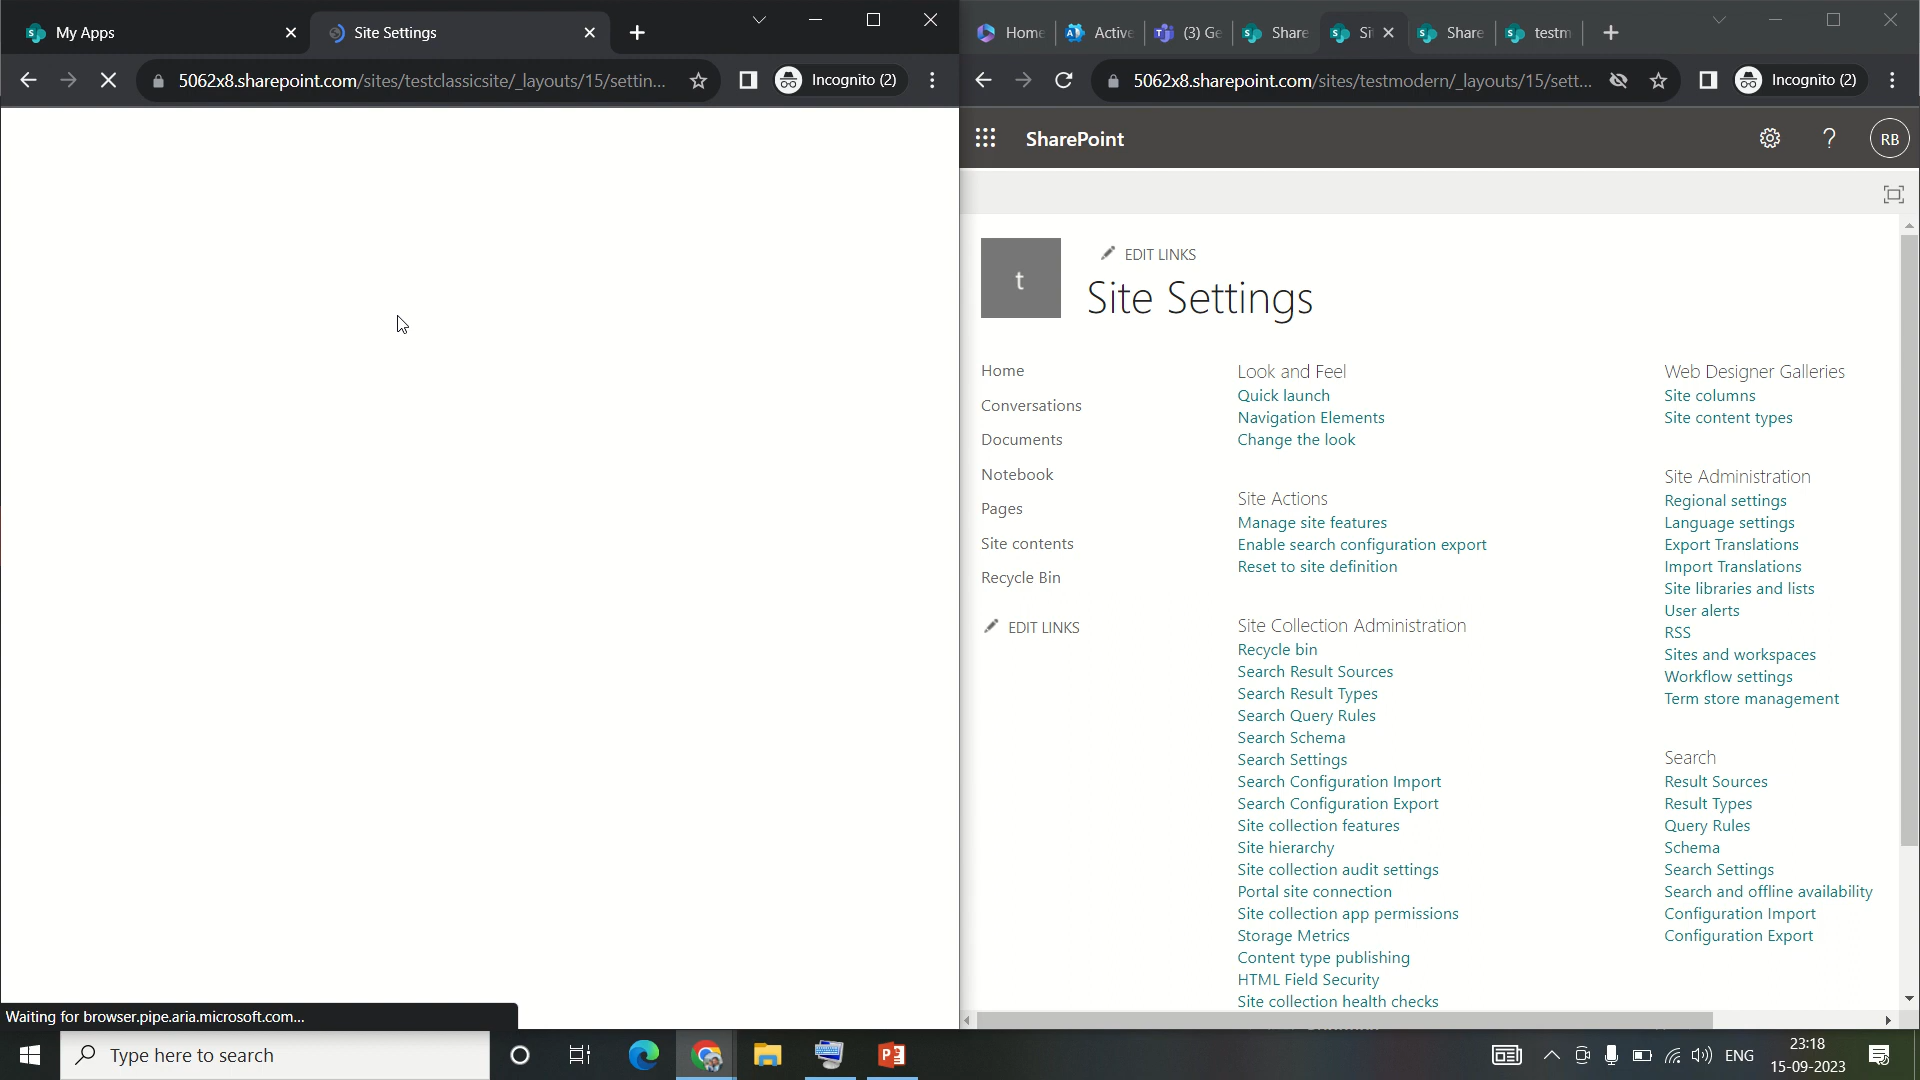 My Apps
Site Settings
5062x8.sharepoint.com/sites/testclassicsite/_layouts/15/settin...
Incognito (2)
Waiting for browser.pipe.aria.microsoft.com...
Home
Active
(3) Ge
Share
Si
Share
testm
5062x8.sharepoint.com/sites/testmodern/_layouts/15/sett...
Incognito (2)
SharePoint
?
RB
t
EDIT LINKS
Site Settings
Home
Conversations
Documents
Notebook
Pages
Site contents
Recycle Bin
EDIT LINKS
Look and Feel
Quick launch
Navigation Elements
Change the look
Site Actions
Manage site features
Enable search configuration export
Reset to site definition
Site Collection Administration
Recycle bin
Search Result Sources
Search Result Types
Search Query Rules
Search Schema
Search Settings
Search Configuration Import
Search Configuration Export
Site collection features
Site hierarchy
Site collection audit settings
Portal site connection
Site collection app permissions
Storage Metrics
Content type publishing
HTML Field Security
Site collection health checks
Web Designer Galleries
Site columns
Site content types
Site Administration
Regional settings
Language settings
Export Translations
Import Translations
Site libraries and lists
User alerts
RSS
Sites and workspaces
Workflow settings
Term store management
Search
Result Sources
Result Types
Query Rules
Schema
Search Settings
Search and offline availability
Configuration Import
Configuration Export
Type here to search
ENG
23:18
15-09-2023